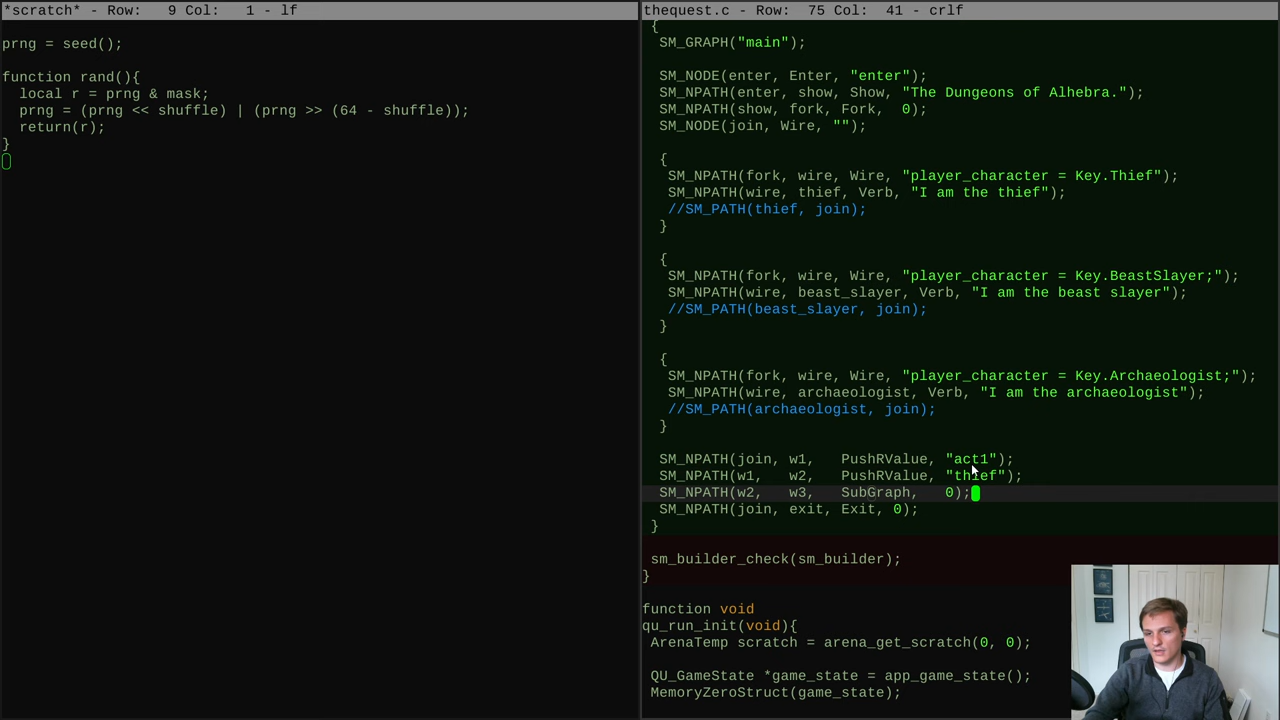 *scratch* - Row:   9 Col:   1 - lf
prng = seed();
function rand(){
  local r = prng & mask;
  prng = (prng << shuffle) | (prng >> (64 - shuffle));
  return(r);
}
thequest.c - Row:  75 Col:  41 - crlf
 {
  SM_GRAPH("main");
  SM_NODE(enter, Enter, "enter");
  SM_NPATH(enter, show, Show, "The Dungeons of Alhebra.");
  SM_NPATH(show, fork, Fork,  0);
  SM_NODE(join, Wire, "");
  {
   SM_NPATH(fork, wire, Wire, "player_character = Key.Thief");
   SM_NPATH(wire, thief, Verb, "I am the thief");
   //SM_PATH(thief, join);
  }
  {
   SM_NPATH(fork, wire, Wire, "player_character = Key.BeastSlayer;");
   SM_NPATH(wire, beast_slayer, Verb, "I am the beast slayer");
   //SM_PATH(beast_slayer, join);
  }
  {
   SM_NPATH(fork, wire, Wire, "player_character = Key.Archaeologist;");
   SM_NPATH(wire, archaeologist, Verb, "I am the archaeologist");
   //SM_PATH(archaeologist, join);
  }
  SM_NPATH(join, w1,   PushRValue, "act1");
  SM_NPATH(w1,   w2,   PushRValue, "thief");
  SM_NPATH(w2,   w3,   SubGraph,   0);
  SM_NPATH(join, exit, Exit, 0);
 }
 sm_builder_check(sm_builder);
}
function void
qu_run_init(void){
 ArenaTemp scratch = arena_get_scratch(0, 0);
 QU_GameState *game_state = app_game_state();
 MemoryZeroStruct(game_state);